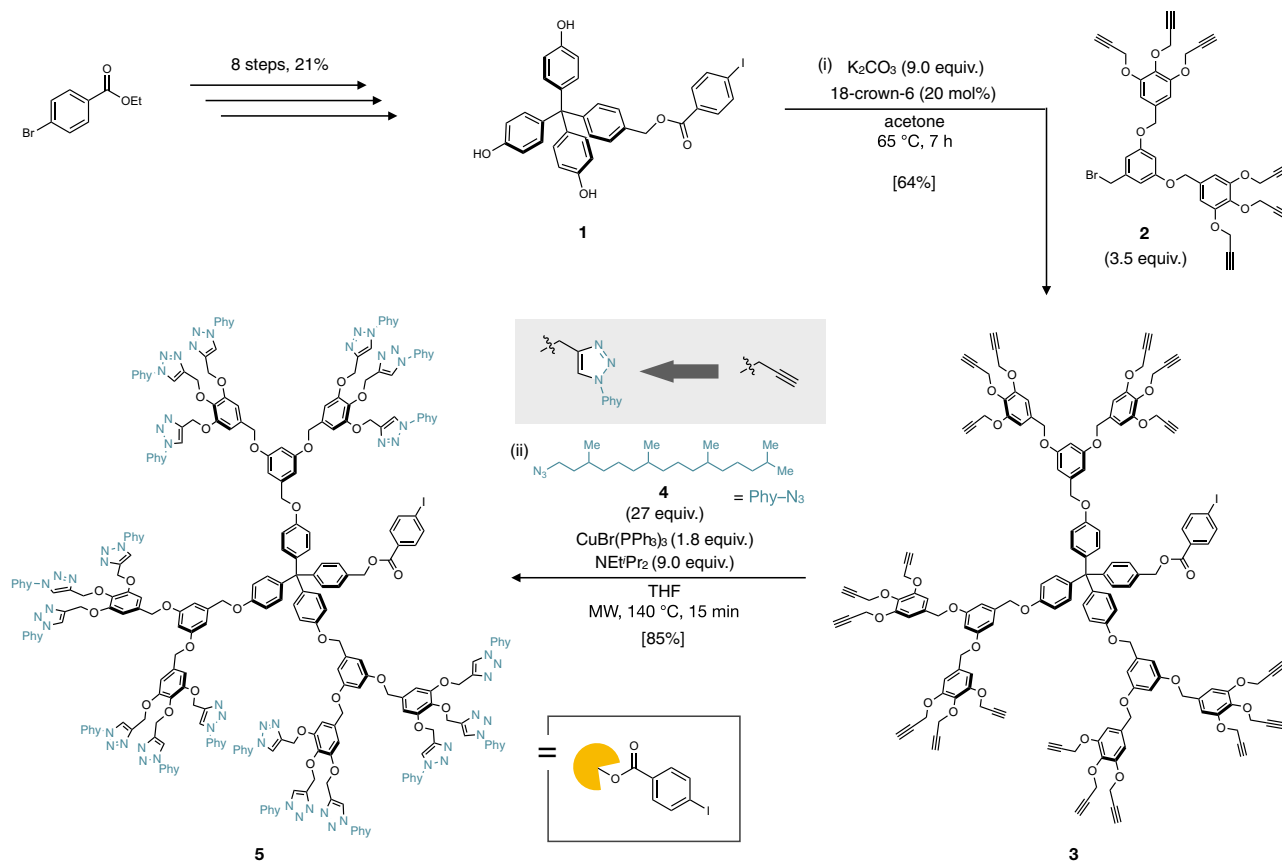 8 steps, 21%
O
OEt
Br
OH
HO
OH
O
O
I
1
(i) K₂CO₃ (9.0 equiv.)
18-crown-6 (20 mol%)
acetone
65 °C, 7 h
[64%]
O
O
O
O
Br
O
O
O
O
2
(3.5 equiv.)
N
N
N
Phy
(ii)
Me Me Me Me
N₃
Me
4
= Phy–N₃
(27 equiv.)
CuBr(PPh₃)₃ (1.8 equiv.)
NEtⁱPr₂ (9.0 equiv.)
THF
MW, 140 °C, 15 min
[85%]
=
O
O
I
5
3